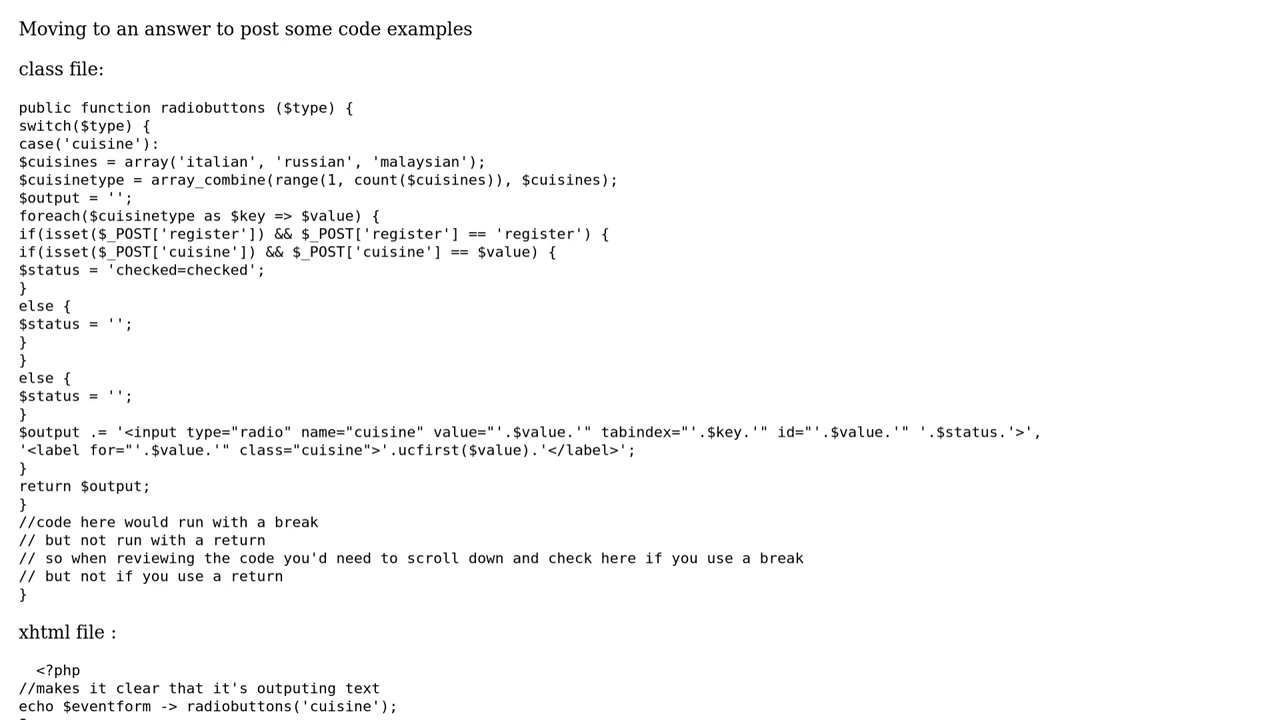 Moving to an answer to post some code examples
class file:
public function radiobuttons ($type) {
switch($type) {
case('cuisine'):
$cuisines = array('italian', 'russian', 'malaysian');
$cuisinetype = array_combine(range(1, count($cuisines)), $cuisines);
$output = '';
foreach($cuisinetype as $key => $value) {
if(isset($_POST['register']) && $_POST['register'] == 'register') {
if(isset($_POST['cuisine']) && $_POST['cuisine'] == $value) {
$status = 'checked=checked';
}
else {
$status = '';
}
}
else {
$status = '';
}
$output .= '<input type="radio" name="cuisine" value="'.$value.'" tabindex="'.$key.'" id="'.$value.'" '.$status.'>',
'<label for="'.$value.'" class="cuisine">'.ucfirst($value).'</label>';
}
return $output;
}
//code here would run with a break
// but not run with a return
// so when reviewing the code you'd need to scroll down and check here if you use a break
// but not if you use a return
}
xhtml file :
<?php
//makes it clear that it's outputing text
echo $eventform -> radiobuttons('cuisine');